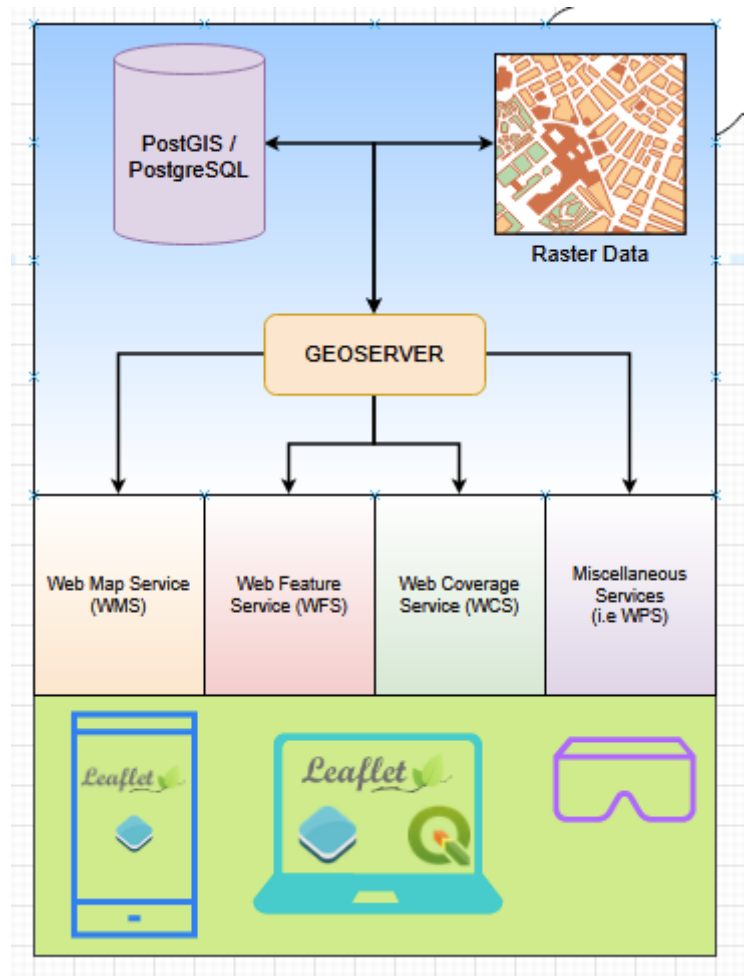 PostGIS /
PostgreSQL
Raster Data
GEOSERVER
Web Map Service
(WMS)
Web Feature
Service (WFS)
Web Coverage
Service (WCS)
Miscellaneous
Services
(i.e WPS)
Leaflet
Leaflet